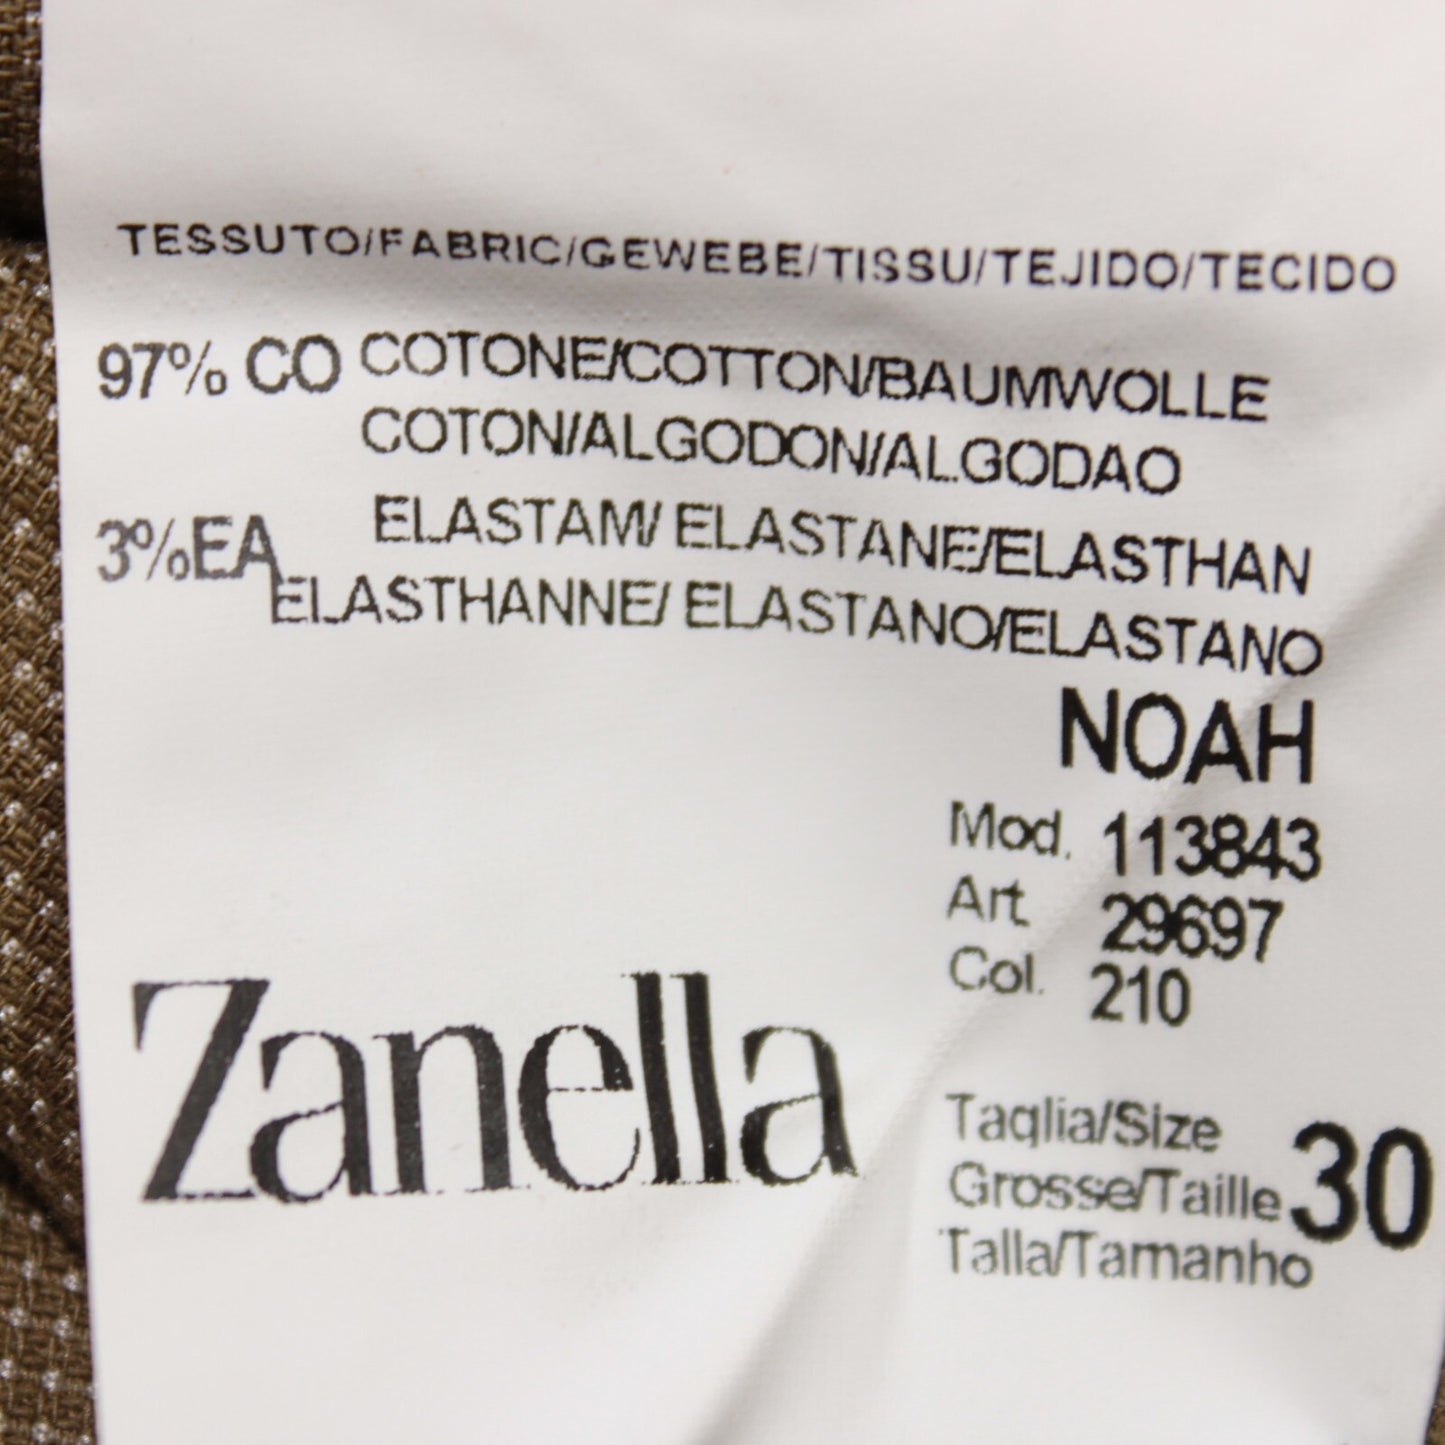 TESSUTO/FABRIC/GEWEBE/TISSU/TEJIDO/TECIDO
97% CO COTONE/COTTON/BAUMWOLLE
COTON/ALGODON/ALGODAO
3%EA ELASTAM/ ELASTANE/ELASTHAN
ELASTHANNE/ ELASTANO/ELASTANO
NOAH
Mod. 113843
Art. 29697
Col. 210
Zanella
Taglia/Size
Grosse/Taille 30
Talla/Tamanho